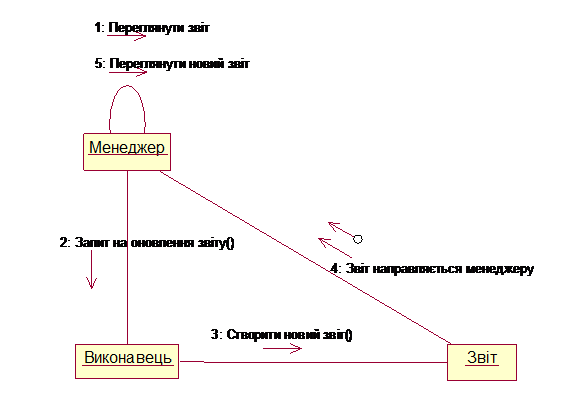 1: Переглянути звіт
5: Переглянути новий звіт
Менеджер
2: Запит на оновлення звіту()
4: Звіт направляється менеджеру
3: Створити новий звіт()
Виконавець
Звіт